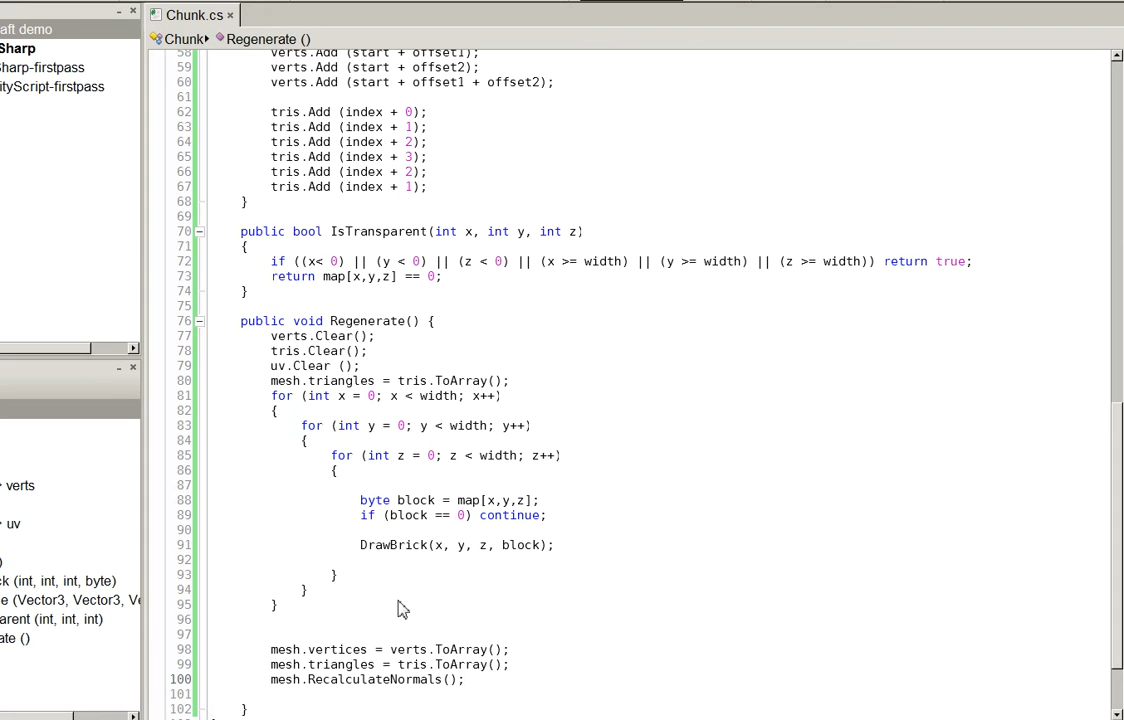 Chunk.cs ×
aft demo
Chunk ▸ Regenerate ()
Sharp
Sharp-firstpass
ityScript-firstpass
58 verts.Add (start + offset1);
59 verts.Add (start + offset2);
60 verts.Add (start + offset1 + offset2);
61
62 tris.Add (index + 0);
63 tris.Add (index + 1);
64 tris.Add (index + 2);
65 tris.Add (index + 3);
66 tris.Add (index + 2);
67 tris.Add (index + 1);
68 }
69
70 public bool IsTransparent(int x, int y, int z)
71 {
72 if ((x< 0) || (y < 0) || (z < 0) || (x >= width) || (y >= width) || (z >= width)) return true;
73 return map[x,y,z] == 0;
74 }
75
76 public void Regenerate() {
77 verts.Clear();
78 tris.Clear();
79 uv.Clear ();
80 mesh.triangles = tris.ToArray();
81 for (int x = 0; x < width; x++)
82 {
83 for (int y = 0; y < width; y++)
84 {
85 for (int z = 0; z < width; z++)
86 {
87
88 byte block = map[x,y,z];
89 if (block == 0) continue;
90
91 DrawBrick(x, y, z, block);
92
93 }
94 }
95 }
96
97
98 mesh.vertices = verts.ToArray();
99 mesh.triangles = tris.ToArray();
100 mesh.RecalculateNormals();
101
102 }
verts
uv
)
ck (int, int, int, byte)
e (Vector3, Vector3, Ve
arent (int, int, int)
ate ()